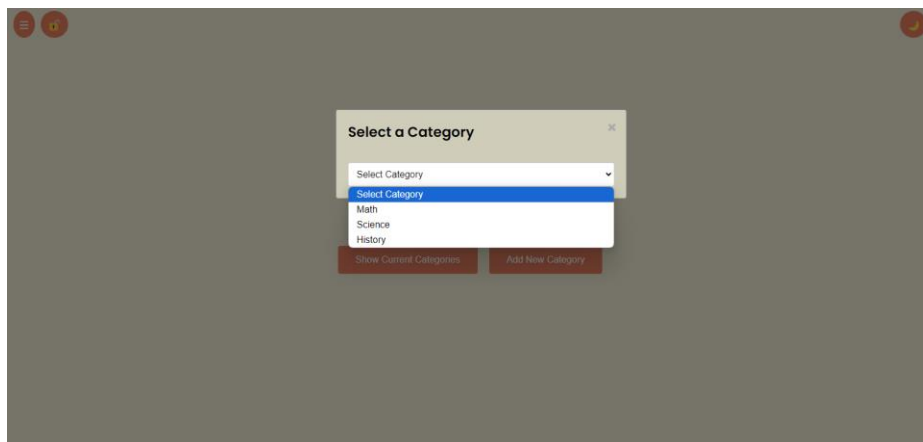 Select a Category
×
Select Category
Select Category
Math
Science
History
Show Current Categories
Add New Category